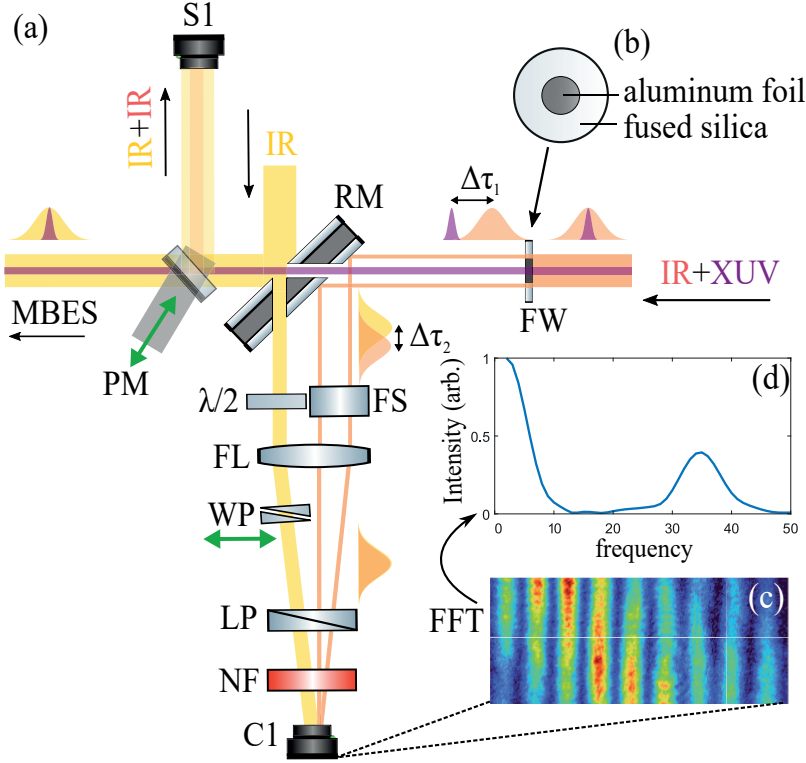 (a)
S1
(b)
aluminum foil
fused silica
IR+IR
IR
RM
Δτ₁
MBES
PM
FW
IR+XUV
Δτ₂
λ/2
FS
FL
WP
LP
NF
C1
(d)
Intensity (arb.)
1
0.5
0
0 10 20 30 40 50
frequency
FFT
(c)